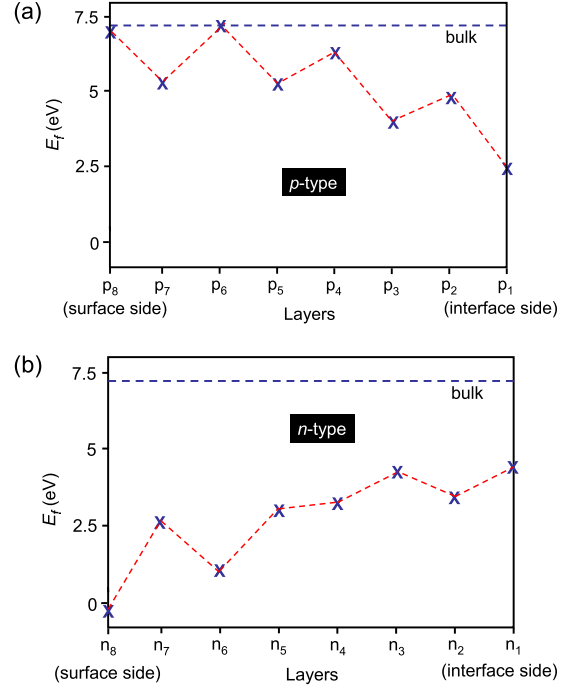 (a)
7.5
bulk
5
E_f (eV)
2.5
p-type
0
p₈ p₇ p₆ p₅ p₄ p₃ p₂ p₁
(surface side) Layers (interface side)
(b)
7.5
bulk
n-type
5
E_f (eV)
2.5
0
n₈ n₇ n₆ n₅ n₄ n₃ n₂ n₁
(surface side) Layers (interface side)